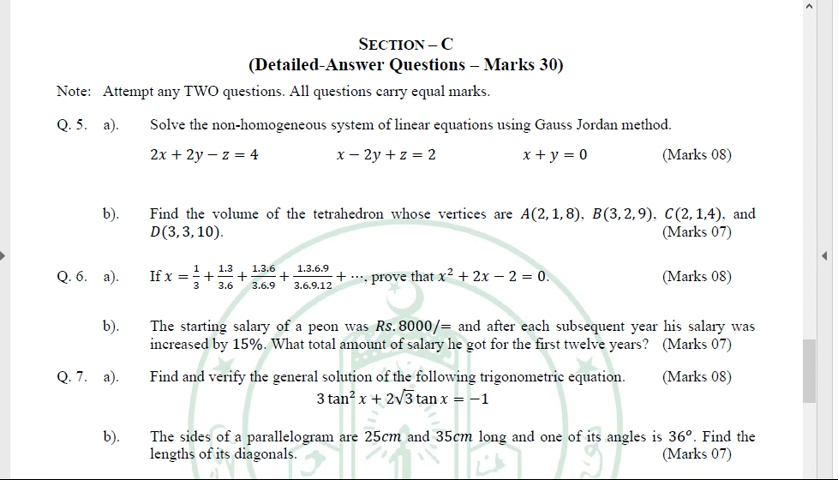 SECTION – C
(Detailed-Answer Questions – Marks 30)
Note: Attempt any TWO questions. All questions carry equal marks.
Q. 5. a). Solve the non-homogeneous system of linear equations using Gauss Jordan method.
2x + 2y − z = 4 x − 2y + z = 2 x + y = 0 (Marks 08)
b). Find the volume of the tetrahedron whose vertices are A(2, 1, 8), B(3, 2, 9), C(2, 1,4), and
D(3, 3, 10). (Marks 07)
Q. 6. a). If x = 1/3 + 1.3/3.6 + 1.3.6/3.6.9 + 1.3.6.9/3.6.9.12 + ⋯, prove that x² + 2x − 2 = 0. (Marks 08)
b). The starting salary of a peon was Rs. 8000/= and after each subsequent year his salary was
increased by 15%. What total amount of salary he got for the first twelve years? (Marks 07)
Q. 7. a). Find and verify the general solution of the following trigonometric equation. (Marks 08)
3 tan² x + 2√3 tan x = −1
b). The sides of a parallelogram are 25cm and 35cm long and one of its angles is 36°. Find the
lengths of its diagonals. (Marks 07)